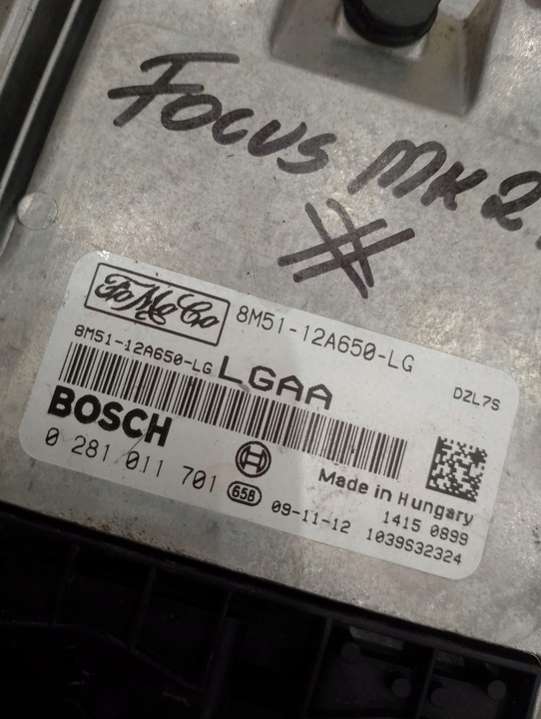 FOCUS MK2
FoMoCo
8M51-12A650-LG
8M51-12A650-LG LGAA
DZL7S
BOSCH
0 281 011 701
65B
Made in Hungary
09-11-12
1415 0899
1039S32324